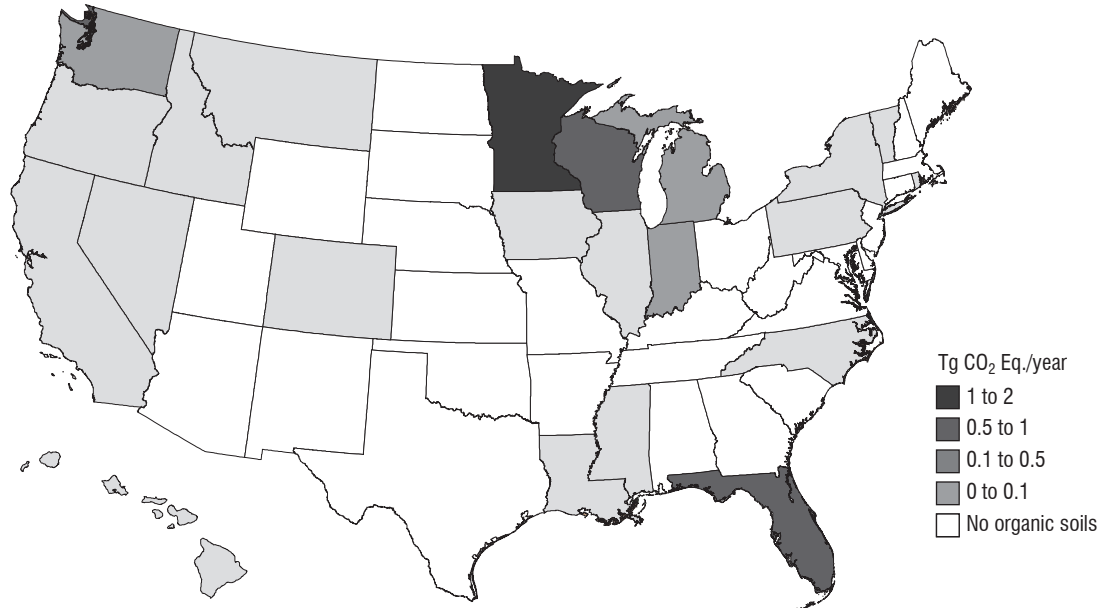 Tg CO₂ Eq./year
1 to 2
0.5 to 1
0.1 to 0.5
0 to 0.1
No organic soils